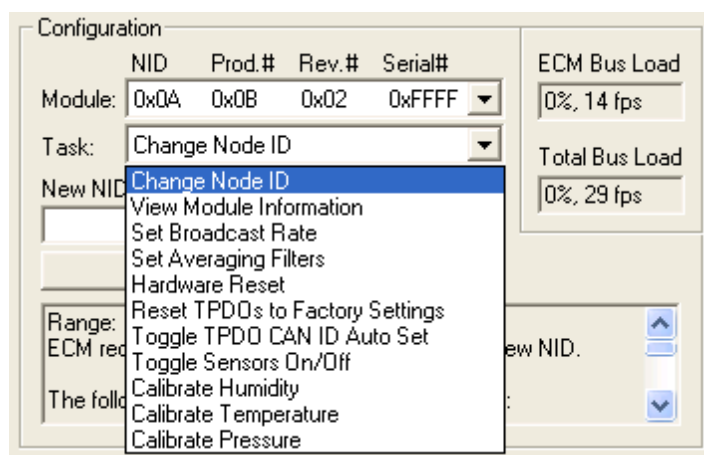 Configuration
NID Prod.# Rev.# Serial#
Module: 0x0A 0x0B 0x02 0xFFFF
Task: Change Node ID
New NID
Change Node ID
View Module Information
Set Broadcast Rate
Set Averaging Filters
Hardware Reset
Reset TPDOs to Factory Settings
Toggle TPDO CAN ID Auto Set
Toggle Sensors On/Off
Calibrate Humidity
Calibrate Temperature
Calibrate Pressure
Range:
ECM
NID.
The
:
ECM Bus Load
0%, 14 fps
Total Bus Load
0%, 29 fps